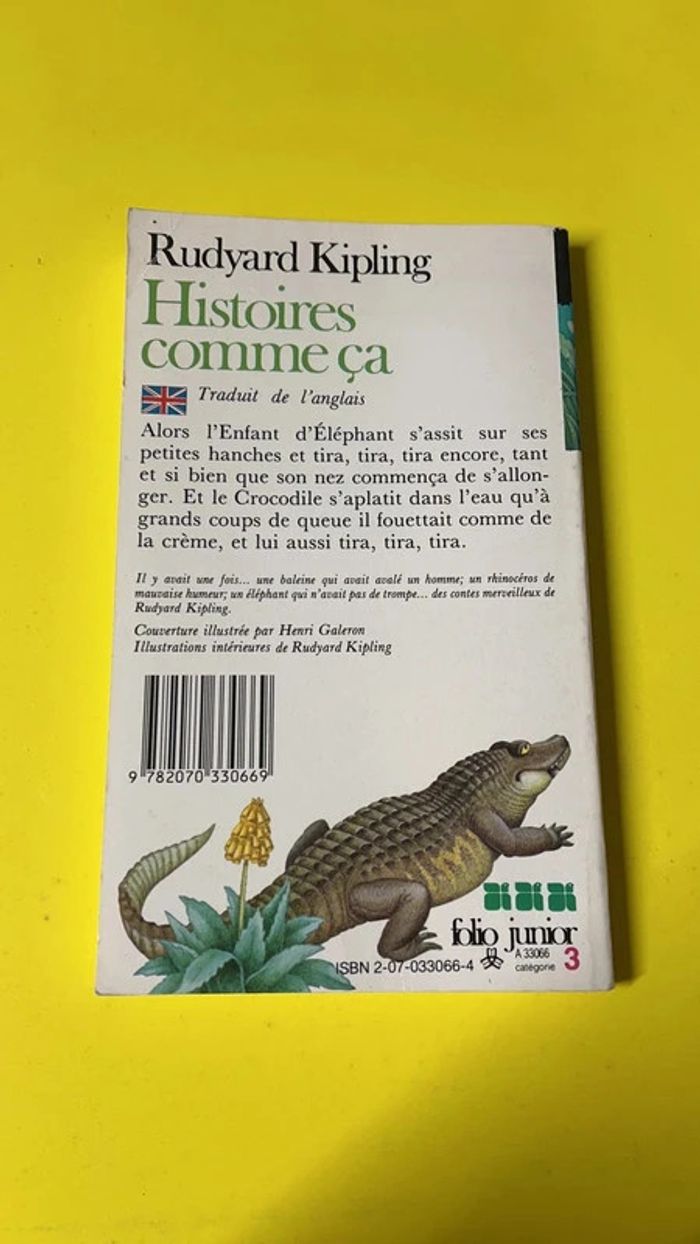 Rudyard Kipling
Histoires
comme ça
Traduit de l'anglais
Alors l'Enfant d'Éléphant s'assit sur ses
petites hanches et tira, tira, tira encore, tant
et si bien que son nez commença de s'allon-
ger. Et le Crocodile s'aplatit dans l'eau qu'à
grands coups de queue il fouettait comme de
la crème, et lui aussi tira, tira, tira.
Il y avait une fois... une baleine qui avait avalé un homme; un rhinocéros de
mauvaise humeur; un éléphant qui n'avait pas de trompe... des contes merveilleux de
Rudyard Kipling.
Couverture illustrée par Henri Galeron
Illustrations intérieures de Rudyard Kipling
9 782070 330669
folio junior
ISBN 2-07-033066-4
A 33066
catégorie 3